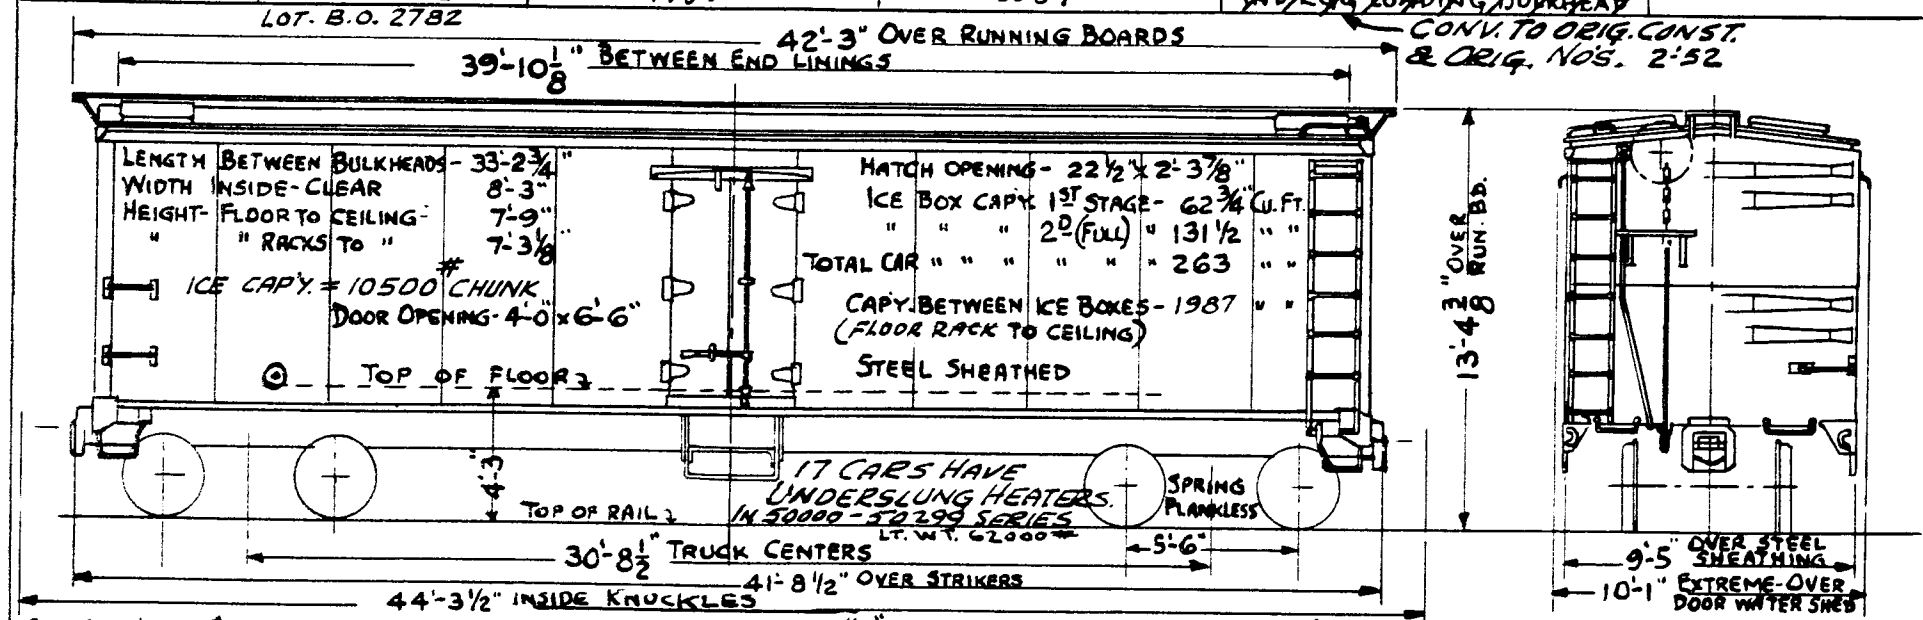 LOT. B.O. 2782
CONV. TO ORIG. CONST.
& ORIG. NO'S. 2-52
42'-3" OVER RUNNING BOARDS
39'-10 1/8" BETWEEN END LININGS
LENGTH BETWEEN BULKHEADS - 33'-2 3/4"
WIDTH INSIDE-CLEAR 8'-3"
HEIGHT- FLOOR TO CEILING- 7'-9"
" " RACKS TO " 7'-3 1/8"
ICE CAP'Y. = 10500# CHUNK
DOOR OPENING- 4'-0" x 6'-6"
HATCH OPENING- 22 1/2" x 2'-3 7/8"
ICE BOX CAPY. 1ST STAGE- 62 3/4" CU. FT.
" " " 2D (FULL) " 131 1/2 " "
TOTAL CAR " " " " " " 263 " "
CAPY. BETWEEN ICE BOXES- 1987 " "
(FLOOR RACK TO CEILING)
STEEL SHEATHED
TOP OF FLOOR
4'-3"
TOP OF RAIL
17 CARS HAVE
UNDERSLUNG HEATERS.
IN 50000-50299 SERIES
LT. WT. 62000#
SPRING
PLANKLESS
13'-4 3/8" OVER
RUN. BD.
30'-8 1/2" TRUCK CENTERS
5'-6"
41'-8 1/2" OVER STRIKERS
44'-3 1/2" INSIDE KNUCKLES
9'-5" OVER STEEL
SHEATHING
10'-1" EXTREME-OVER
DOOR WATER SHED